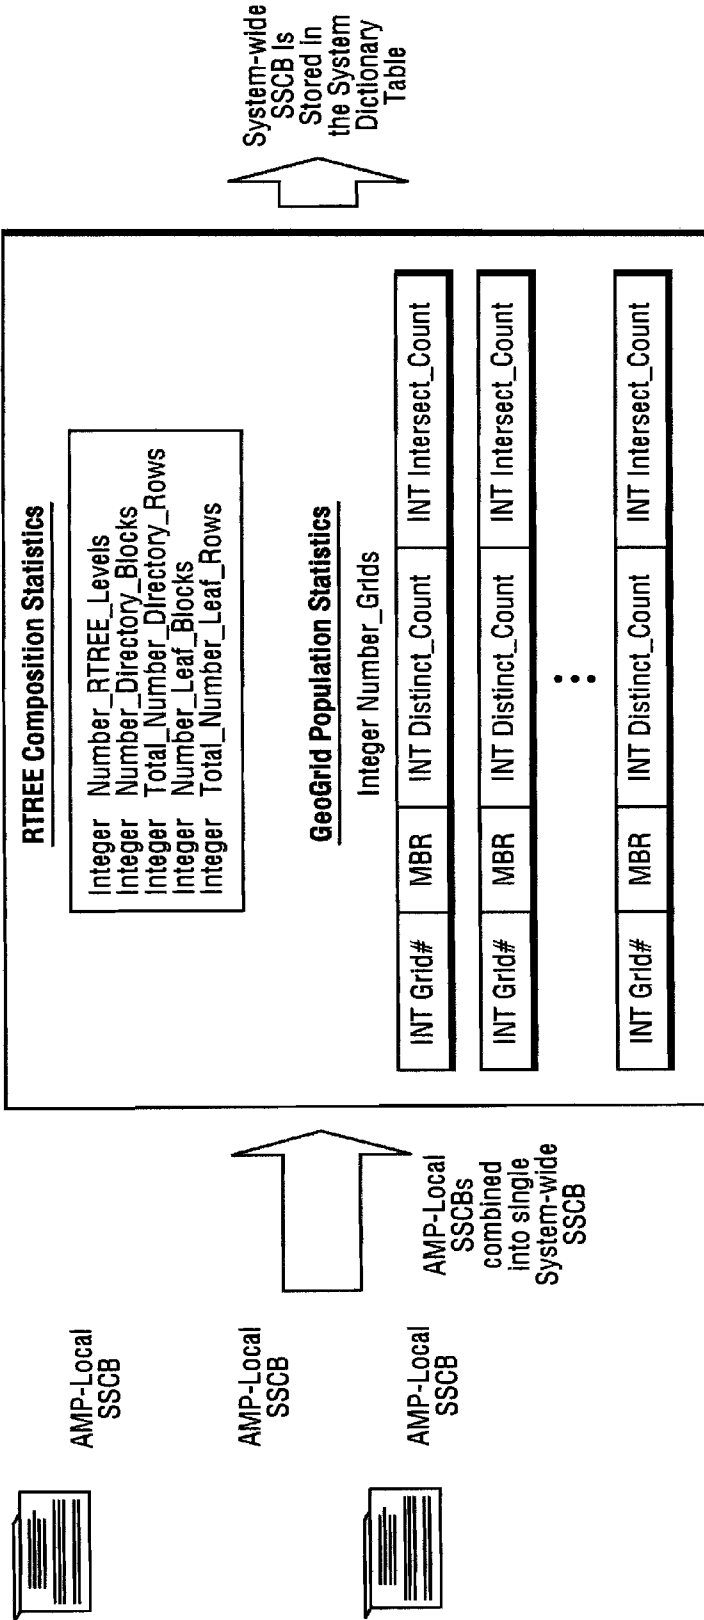 AMP-Local
SSCB
AMP-Local
SSCB
AMP-Local
SSCB
AMP-Local
SSCBs
combined
into single
System-wide
SSCB
RTREE Composition Statistics
Integer Number_RTREE_Levels
Integer Number_Directory_Blocks
Integer Total_Number_Directory_Rows
Integer Number_Leaf_Blocks
Integer Total_Number_Leaf_Rows
GeoGrid Population Statistics
Integer Number_Grids
INT Grid# MBR INT Distinct_Count INT Intersect_Count
INT Grid# MBR INT Distinct_Count INT Intersect_Count
...
INT Grid# MBR INT Distinct_Count INT Intersect_Count
System-wide
SSCB Is
Stored in
the System
Dictionary
Table